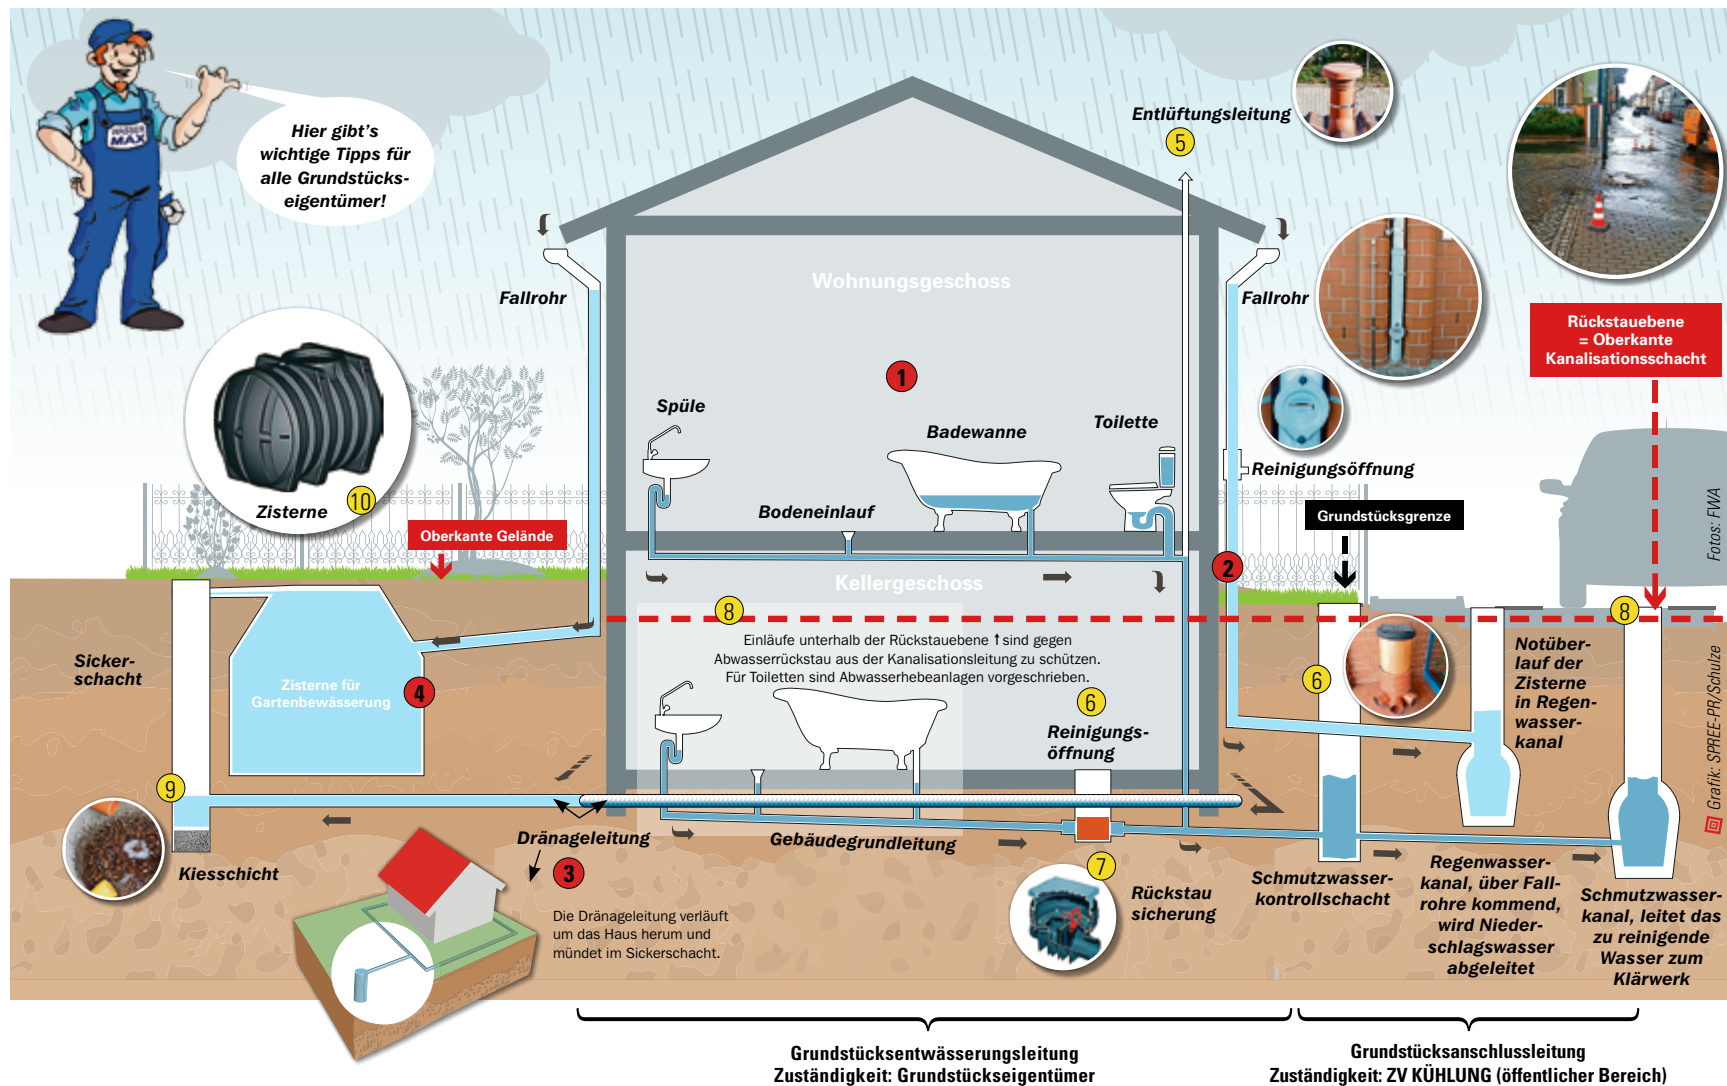 WASSER
MAX
Hier gibt's
wichtige Tipps für
alle Grundstücks-
eigentümer!
Entlüftungsleitung
5
Fallrohr
Wohnungsgeschoss
Fallrohr
Rückstauebene
= Oberkante
Kanalisationsschacht
1
Spüle
Badewanne
Toilette
Reinigungsöffnung
Zisterne
10
Bodeneinlauf
Grundstücksgrenze
Oberkante Gelände
Fotos: FWA
Kellergeschoss
2
8
8
Einläufe unterhalb der Rückstauebene ↑ sind gegen
Abwasserrückstau aus der Kanalisationsleitung zu schützen.
Für Toiletten sind Abwasserhebeanlagen vorgeschrieben.
Sicker-
schacht
Zisterne für
Gartenbewässerung
4
6
Reinigungs-
öffnung
6
Notüber-
lauf der
Zisterne
in Regen-
wasser-
kanal
Grafik: SPREE-PR/Schulze
9
Kiesschicht
Dränageleitung
3
Gebäudegrundleitung
7
Rückstau
sicherung
Schmutzwasser-
kontrollschacht
Regenwasser-
kanal, über Fall-
rohre kommend,
wird Nieder-
schlagswasser
abgeleitet
Schmutzwasser-
kanal, leitet das
zu reinigende
Wasser zum
Klärwerk
Die Dränageleitung verläuft
um das Haus herum und
mündet im Sickerschacht.
Grundstücksentwässerungsleitung
Zuständigkeit: Grundstückseigentümer
Grundstücksanschlussleitung
Zuständigkeit: ZV KÜHLUNG (öffentlicher Bereich)